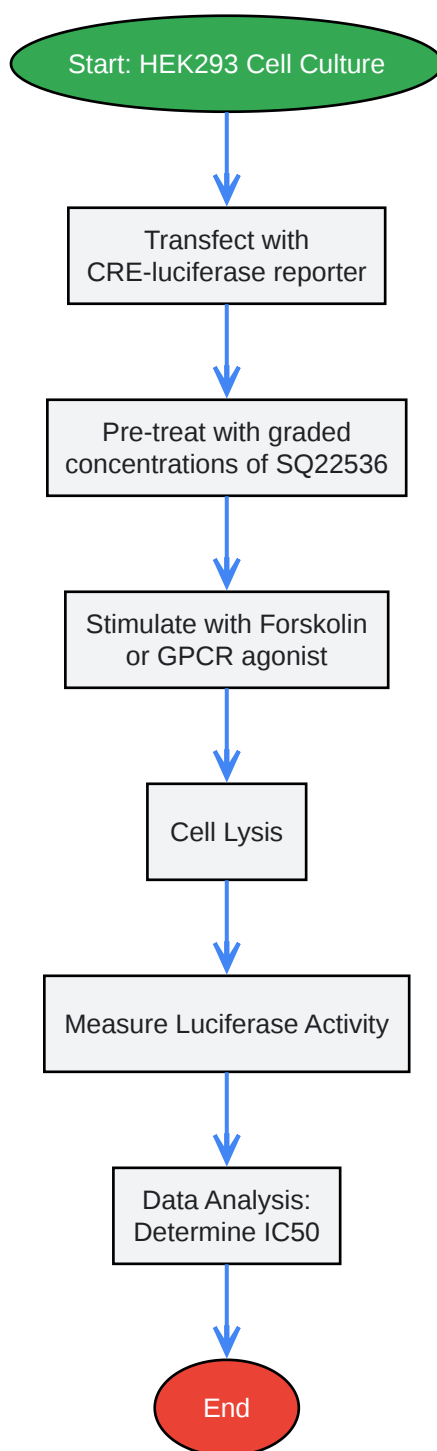 Start: HEK293 Cell Culture
Transfect with
CRE-luciferase reporter
Pre-treat with graded
concentrations of SQ22536
Stimulate with Forskolin
or GPCR agonist
Cell Lysis
Measure Luciferase Activity
Data Analysis:
Determine IC50
End